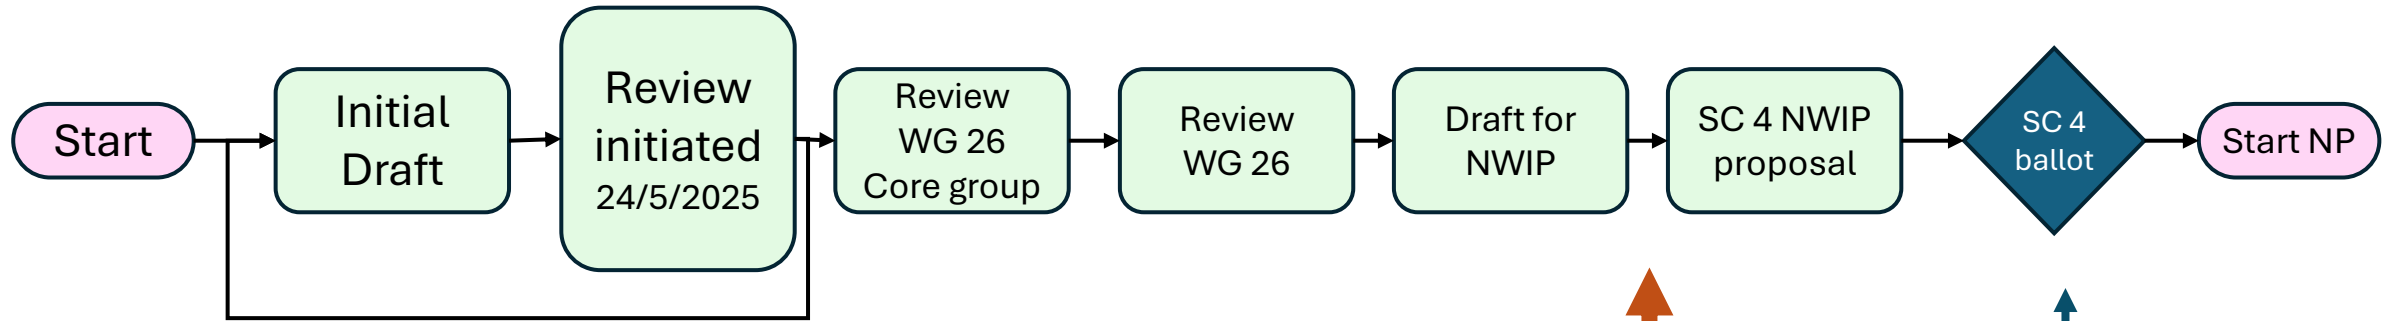 Start
Initial
Draft
Review
initiated
24/5/2025
Review
WG 26
Core group
Review
WG 26
Draft for
NWIP
SC 4 NWIP
proposal
SC 4
ballot
Start NP